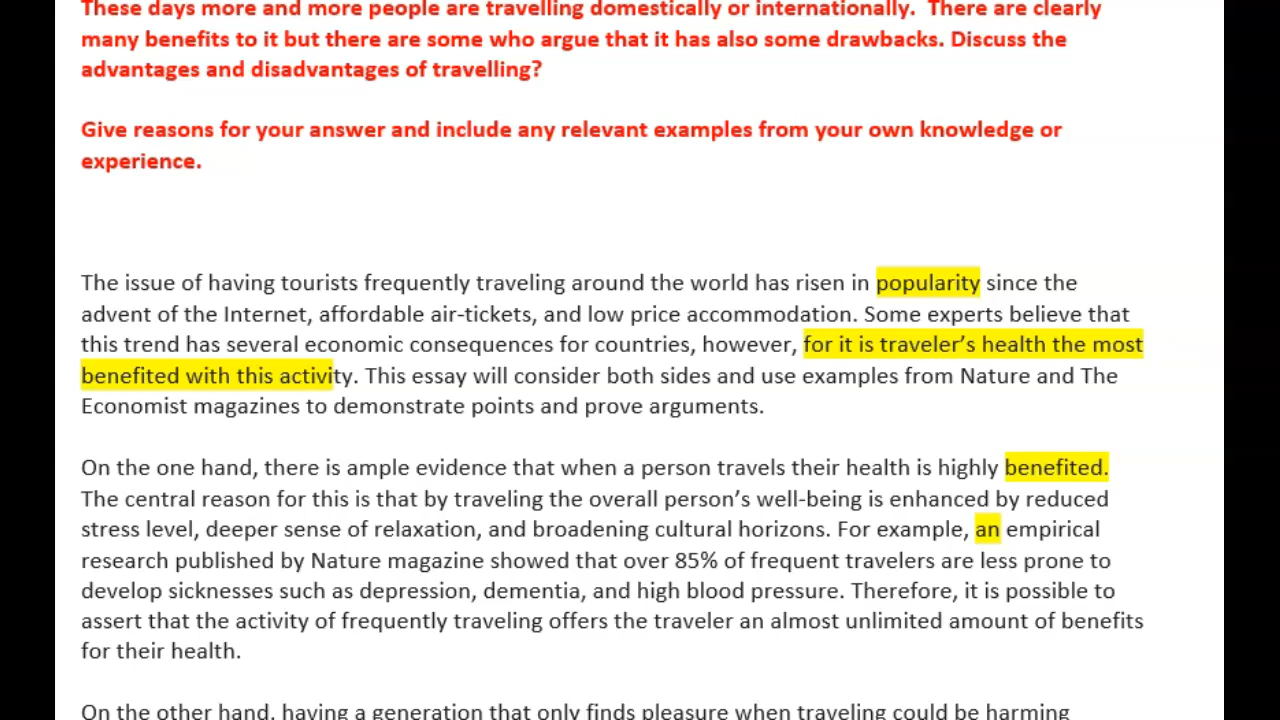 These days more and more people are travelling domestically or internationally.  There are clearly
many benefits to it but there are some who argue that it has also some drawbacks. Discuss the
advantages and disadvantages of travelling?
Give reasons for your answer and include any relevant examples from your own knowledge or
experience.
The issue of having tourists frequently traveling around the world has risen in popularity since the
advent of the Internet, affordable air-tickets, and low price accommodation. Some experts believe that
this trend has several economic consequences for countries, however, for it is traveler's health the most
benefited with this activity. This essay will consider both sides and use examples from Nature and The
Economist magazines to demonstrate points and prove arguments.
On the one hand, there is ample evidence that when a person travels their health is highly benefited.
The central reason for this is that by traveling the overall person's well-being is enhanced by reduced
stress level, deeper sense of relaxation, and broadening cultural horizons. For example, an empirical
research published by Nature magazine showed that over 85% of frequent travelers are less prone to
develop sicknesses such as depression, dementia, and high blood pressure. Therefore, it is possible to
assert that the activity of frequently traveling offers the traveler an almost unlimited amount of benefits
for their health.
On the other hand, having a generation that only finds pleasure when traveling could be harming